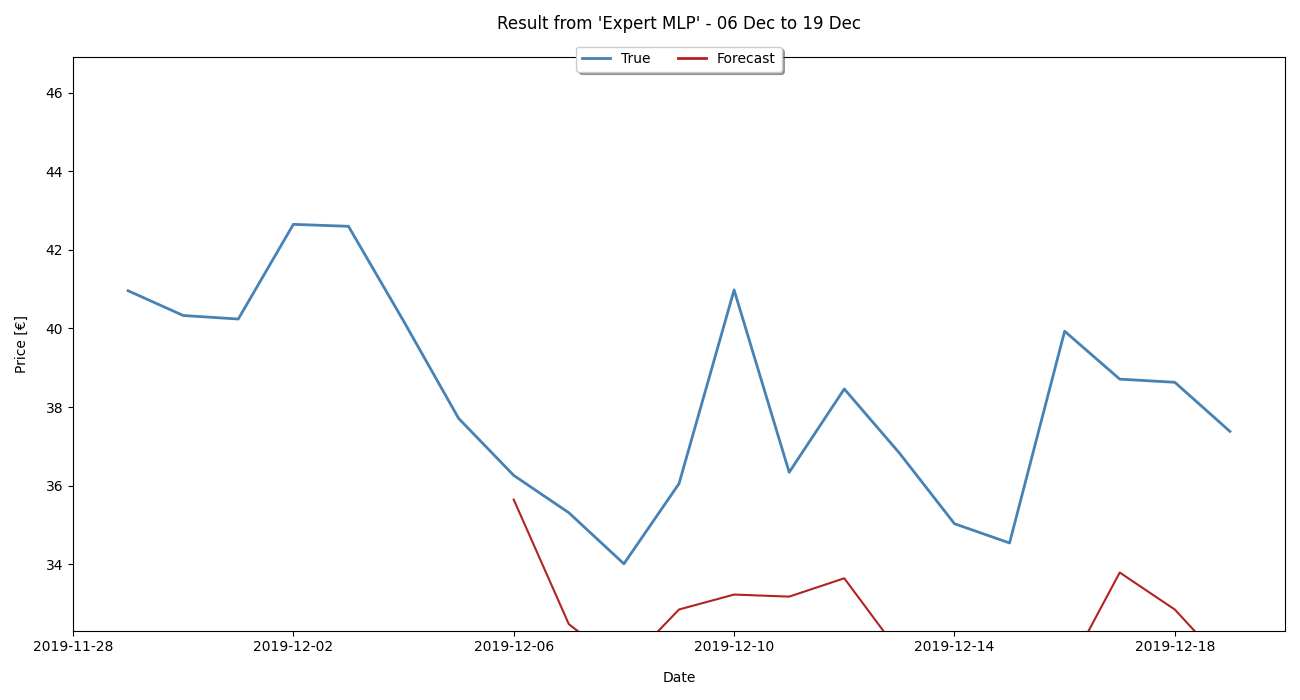 Result from 'Expert MLP' - 06 Dec to 19 Dec
True Forecast
46
44
42
40
38
36
34
Price [€]
2019-11-28 2019-12-02 2019-12-06 2019-12-10 2019-12-14 2019-12-18
Date